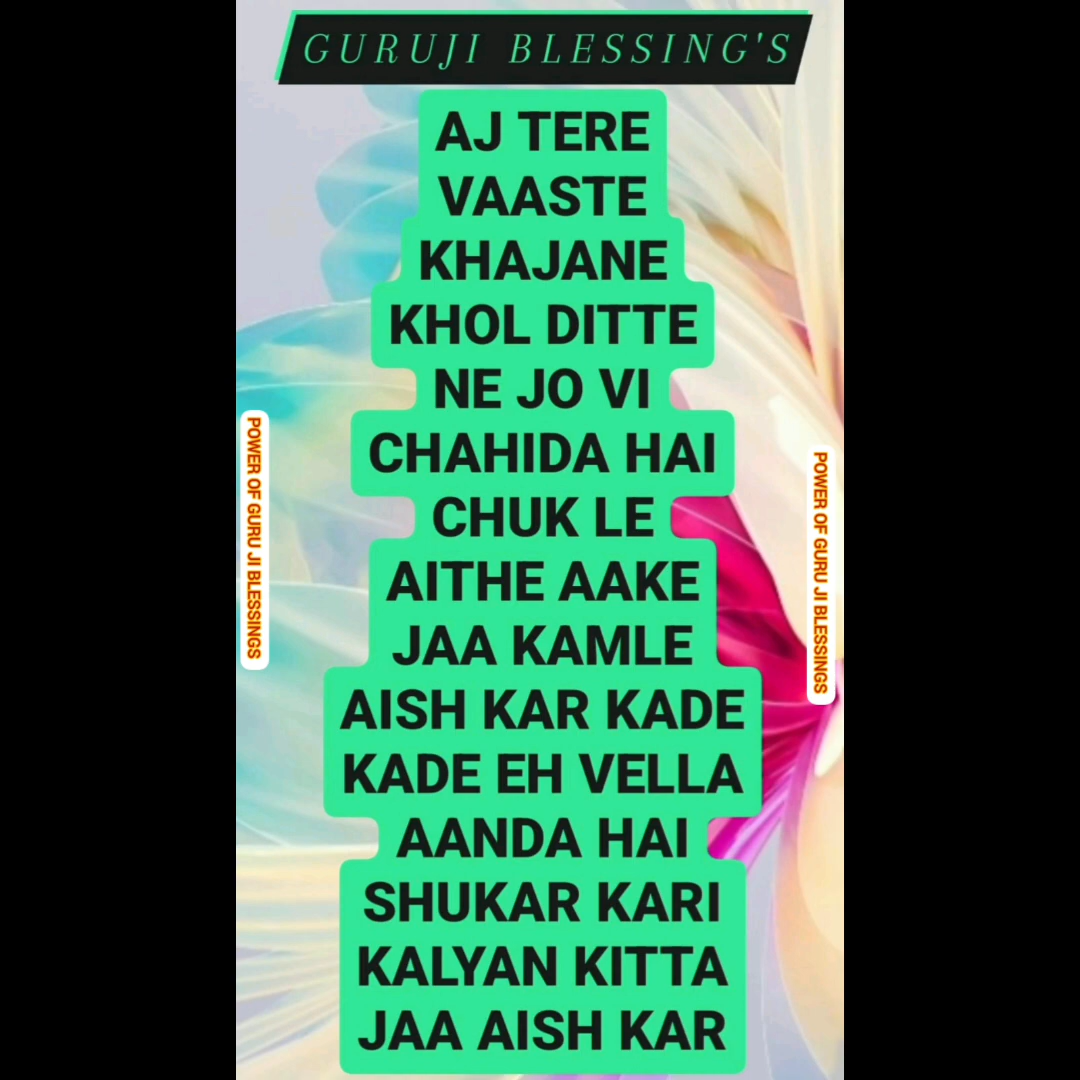 GURUJI BLESSING'S
AJ TERE
VAASTE
KHAJANE
KHOL DITTE
NE JO VI
CHAHIDA HAI
CHUK LE
AITHE AAKE
JAA KAMLE
AISH KAR KADE
KADE EH VELLA
AANDA HAI
SHUKAR KARI
KALYAN KITTA
JAA AISH KAR
POWER OF GURU JI BLESSINGS
POWER OF GURU JI BLESSINGS